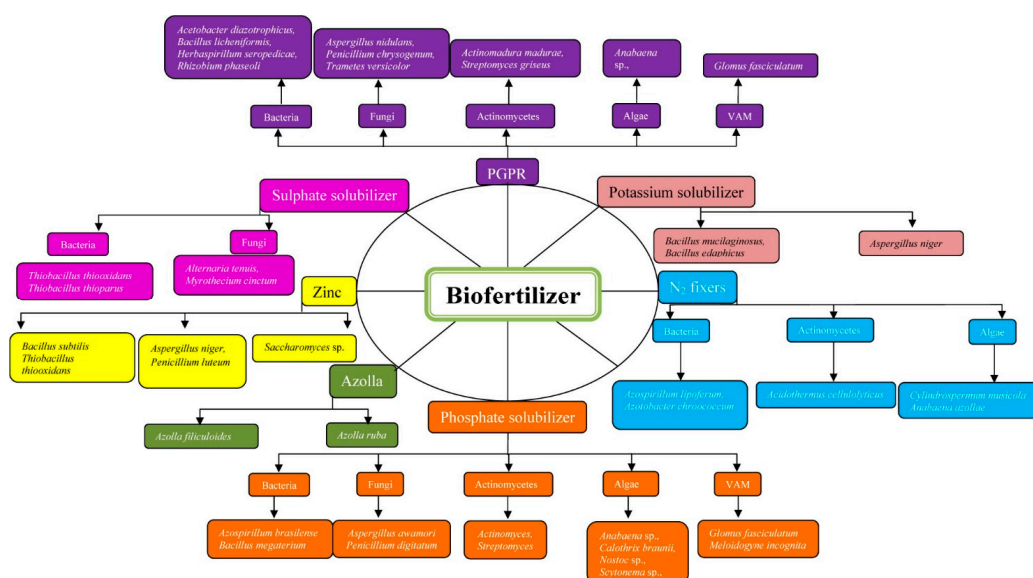 Acetobacter diazotrophicus,
Bacillus licheniformis,
Herbaspirillum seropedicae,
Rhizobium phaseoli
Aspergillus nidulans,
Penicillium chrysogenum,
Trametes versicolor
Actinomadura madurae,
Streptomyces griseus
Anabaena
sp.,
Glomus fasciculatum
Bacteria
Fungi
Actinomycetes
Algae
VAM
PGPR
Sulphate solubilizer
Potassium solubilizer
Bacteria
Fungi
Thiobacillus thiooxidans
Thiobacillus thioparus
Alternaria tenuis,
Myrothecium cinctum
Bacillus mucilaginosus,
Bacillus edaphicus
Aspergillus niger
Zinc
Biofertilizer
N₂ fixers
Bacillus subtilis
Thiobacillus
thiooxidans
Aspergillus niger,
Penicillium luteum
Saccharomyces sp.
Bacteria
Actinomycetes
Algae
Azospirillum lipoferum,
Azotobacter chroococcum
Acidothermus cellulolyticus
Cylindrospermum musicola
Anabaena azollae
Azolla
Azolla filiculoides
Azolla ruba
Phosphate solubilizer
Bacteria
Fungi
Actinomycetes
Algae
VAM
Azospirillum brasilense
Bacillus megaterium
Aspergillus awamori
Penicillium digitatum
Actinomyces,
Streptomyces
Anabaena sp.,
Calothrix braunii,
Nostoc sp.,
Scytonema sp.,
Glomus fasciculatum
Meloidogyne incognita